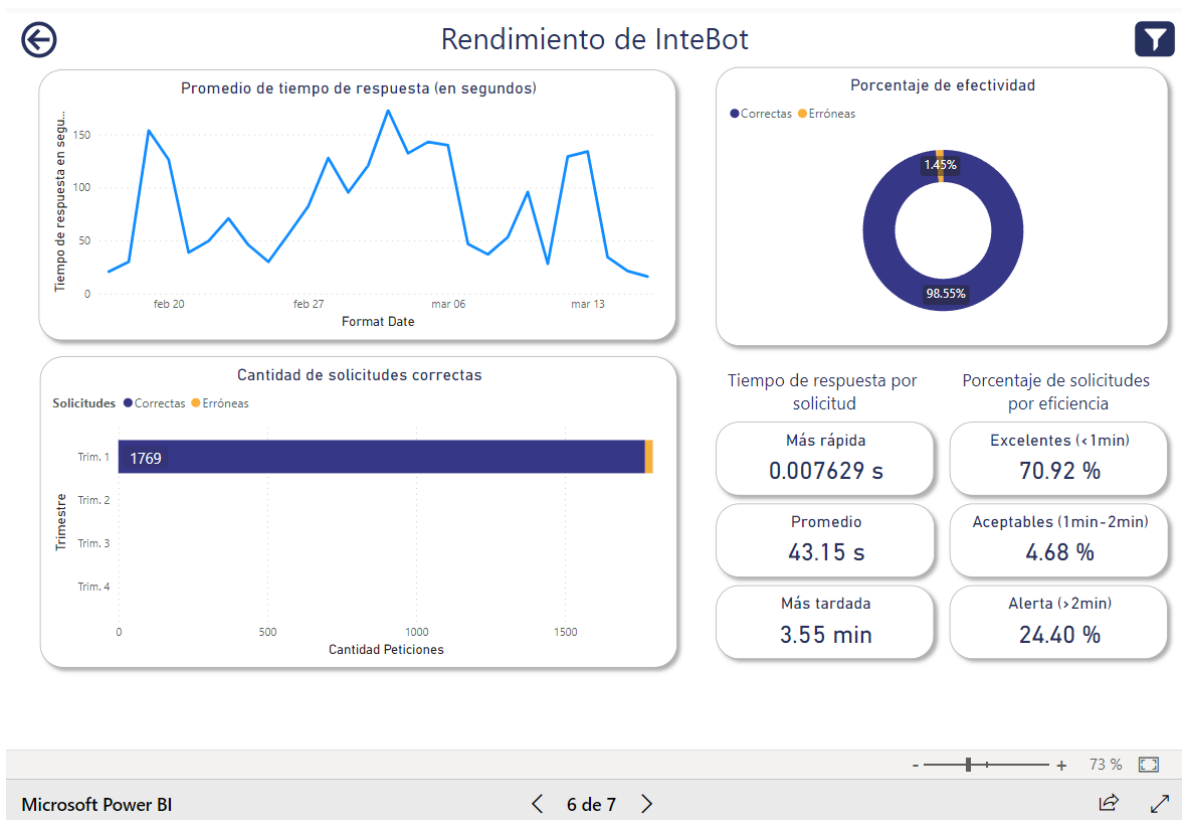 Rendimiento de InteBot
Promedio de tiempo de respuesta (en segundos)
Tiempo de respuesta en segu...
150
100
50
0
feb 20
feb 27
mar 06
mar 13
Format Date
Porcentaje de efectividad
Correctas
Erróneas
1.45%
98.55%
Cantidad de solicitudes correctas
Solicitudes
Correctas
Erróneas
Trimestre
Trim. 1
1769
Trim. 2
Trim. 3
Trim. 4
0
500
1000
1500
Cantidad Peticiones
Tiempo de respuesta por
solicitud
Más rápida
0.007629 s
Promedio
43.15 s
Más tardada
3.55 min
Porcentaje de solicitudes
por eficiencia
Excelentes (<1min)
70.92 %
Aceptables (1min-2min)
4.68 %
Alerta (>2min)
24.40 %
- + 73 %
Microsoft Power BI
6 de 7